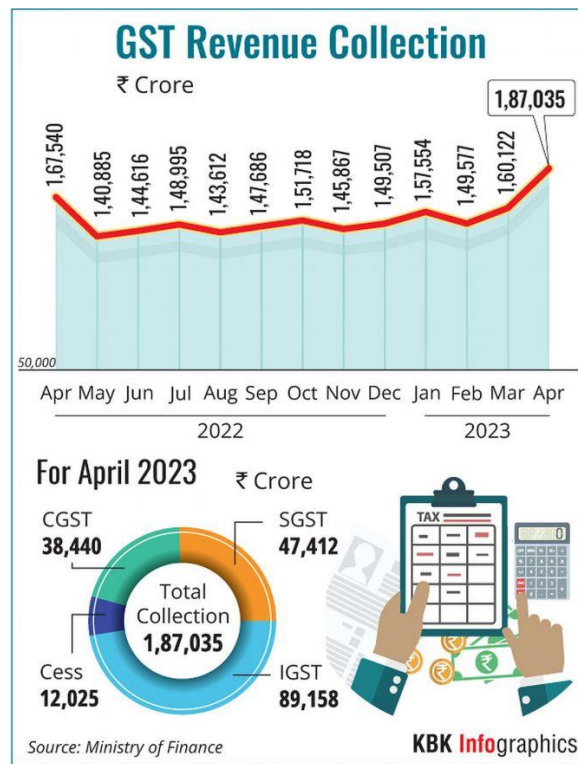 GST Revenue Collection
₹ Crore
1,87,035
1,67,540
1,40,885
1,44,616
1,48,995
1,43,612
1,47,686
1,51,718
1,45,867
1,49,507
1,57,554
1,49,577
1,60,122
50,000
Apr May Jun Jul Aug Sep Oct Nov Dec Jan Feb Mar Apr
2022 2023
For April 2023 ₹ Crore
CGST
38,440
SGST
47,412
Total
Collection
1,87,035
Cess
12,025
IGST
89,158
TAX
Source: Ministry of Finance
KBK Infographics